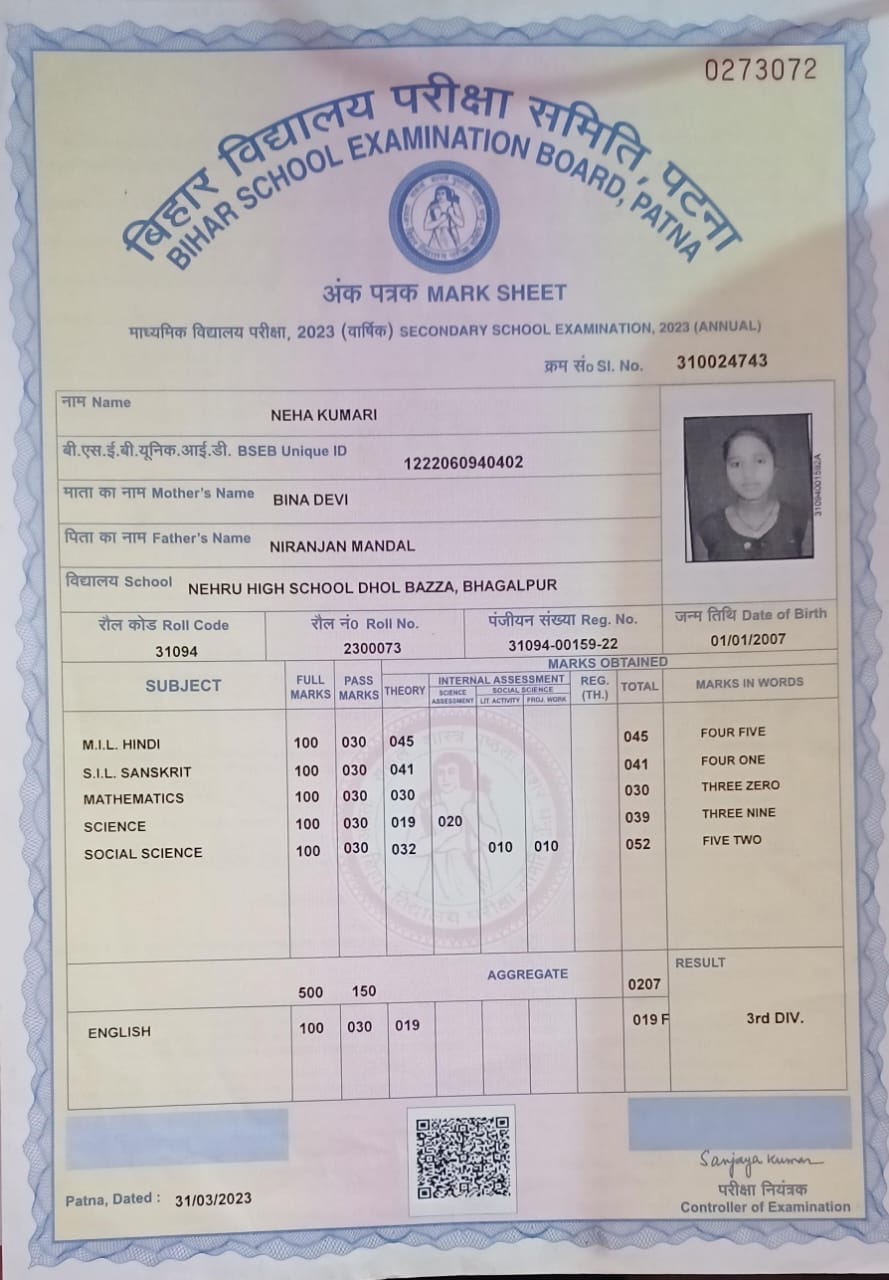 0273072
बिहार विद्यालय परीक्षा समिति, पटना
BIHAR SCHOOL EXAMINATION BOARD, PATNA
अंक पत्रक MARK SHEET
माध्यमिक विद्यालय परीक्षा, 2023 (वार्षिक) SECONDARY SCHOOL EXAMINATION, 2023 (ANNUAL)
क्रम सं० Sl. No. 310024743
नाम Name NEHA KUMARI
बी.एस.ई.बी.यूनिक.आई.डी. BSEB Unique ID 1222060940402
माता का नाम Mother's Name BINA DEVI
पिता का नाम Father's Name NIRANJAN MANDAL
विद्यालय School NEHRU HIGH SCHOOL DHOL BAZZA, BHAGALPUR
रौल कोड Roll Code रौल नं० Roll No. पंजीयन संख्या Reg. No. जन्म तिथि Date of Birth
31094 2300073 31094-00159-22 01/01/2007
MARKS OBTAINED
SUBJECT FULL MARKS PASS MARKS THEORY INTERNAL ASSESSMENT REG. (TH.) TOTAL MARKS IN WORDS
SCIENCE ASSESSMENT SOCIAL SCIENCE LIT ACTIVITY PROJ. WORK
M.I.L. HINDI 100 030 045 045 FOUR FIVE
S.I.L. SANSKRIT 100 030 041 041 FOUR ONE
MATHEMATICS 100 030 030 030 THREE ZERO
SCIENCE 100 030 019 020 039 THREE NINE
SOCIAL SCIENCE 100 030 032 010 010 052 FIVE TWO
500 150 AGGREGATE 0207 RESULT
ENGLISH 100 030 019 019 F 3rd DIV.
Sanjaya Kumar
परीक्षा नियंत्रक
Controller of Examination
Patna, Dated : 31/03/2023